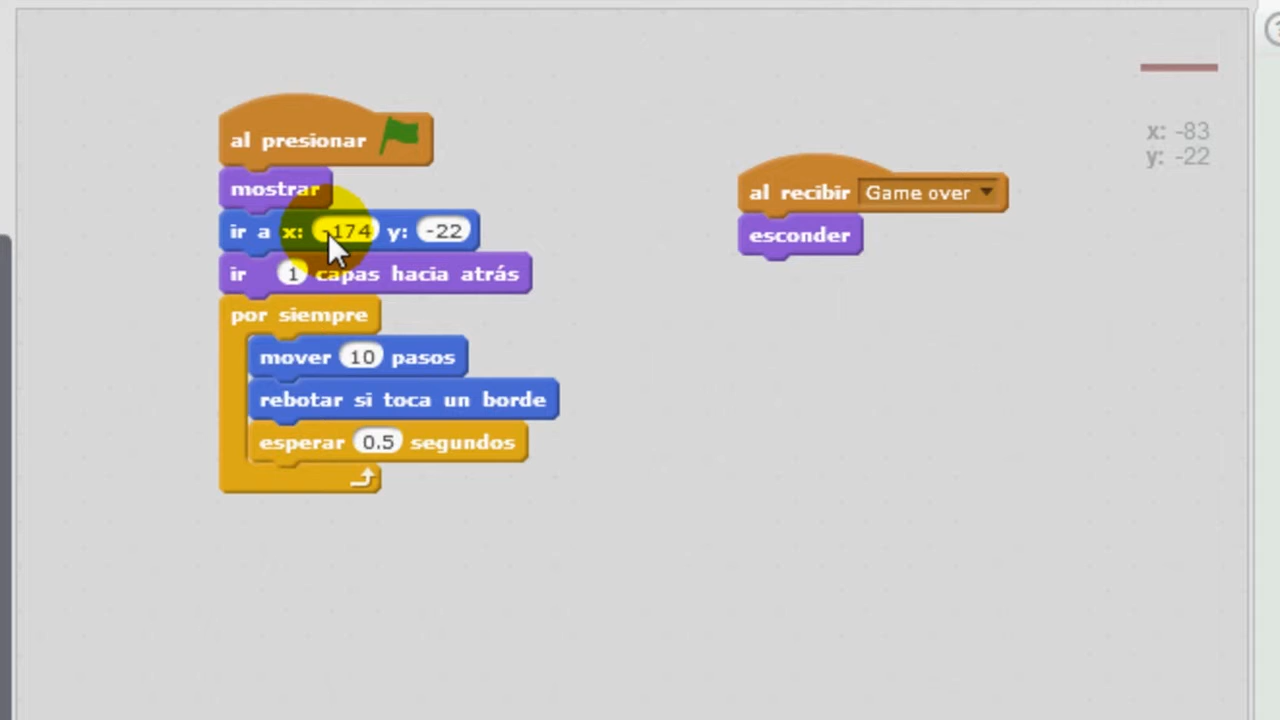 al presionar
mostrar
ir a x: -174 y: -22
ir 1 capas hacia atrás
por siempre
mover 10 pasos
rebotar si toca un borde
esperar 0.5 segundos
al recibir Game over
esconder
x: -83
y: -22